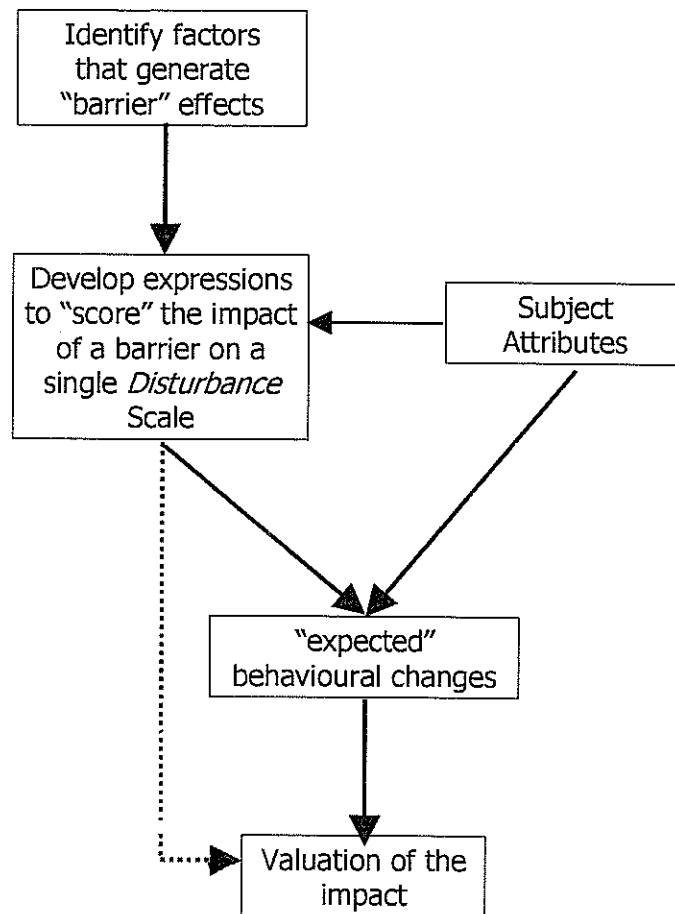 Identify factors
that generate
“barrier” effects
Develop expressions
to “score” the impact
of a barrier on a
single Disturbance
Scale
Subject
Attributes
“expected”
behavioural changes
Valuation of the
impact